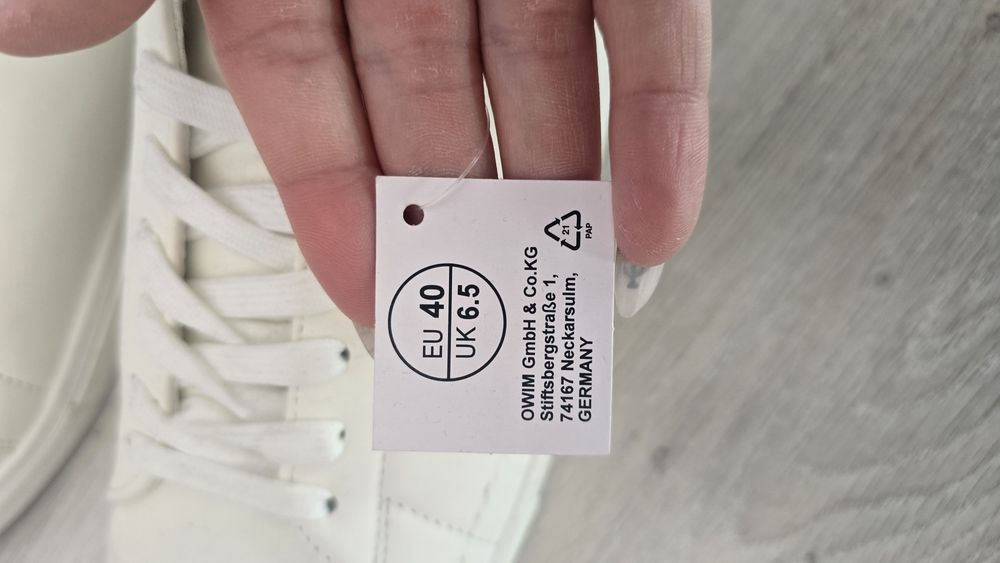 EU 40
UK 6.5
OWIM GmbH & Co.KG
Stiftsbergstraße 1,
74167 Neckarsulm,
GERMANY
21
PAP